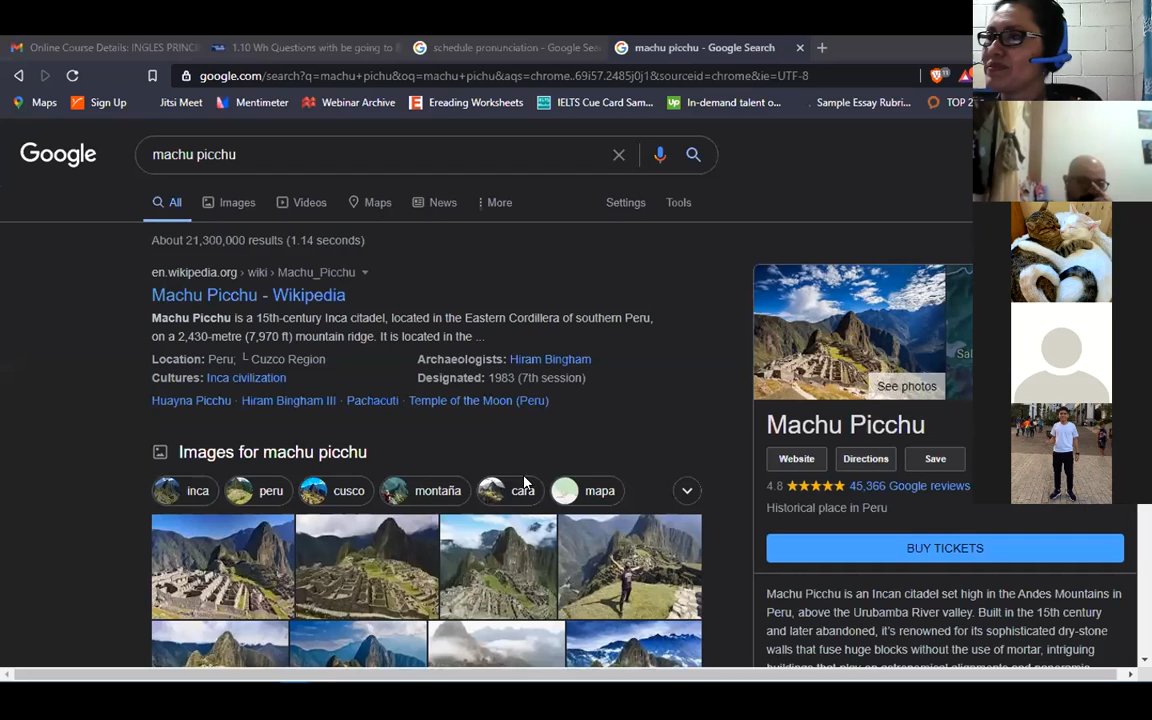 Online Course Details: INGLES PRINCI
1.10 Wh Questions with be going to
schedule pronunciation - Google Sea
machu picchu - Google Search
google.com/search?q=machu+pichu&oq=machu+pichu&aqs=chrome..69i57.2485j0j1&sourceid=chrome&ie=UTF-8
11
Maps
Sign Up
Jitsi Meet
Mentimeter
Webinar Archive
Ereading Worksheets
IELTS Cue Card Sam...
In-demand talent o...
Sample Essay Rubri...
TOP 2
Google
machu picchu
All
Images
Videos
Maps
News
More
Settings
Tools
About 21,300,000 results (1.14 seconds)
en.wikipedia.org › wiki › Machu_Picchu
Machu Picchu - Wikipedia
Machu Picchu is a 15th-century Inca citadel, located in the Eastern Cordillera of southern Peru,
on a 2,430-metre (7,970 ft) mountain ridge. It is located in the ...
Location: Peru; └ Cuzco Region
Archaeologists: Hiram Bingham
Cultures: Inca civilization
Designated: 1983 (7th session)
Huayna Picchu · Hiram Bingham III · Pachacuti · Temple of the Moon (Peru)
Images for machu picchu
inca
peru
cusco
montaña
cara
mapa
See photos
Machu Picchu
Website
Directions
Save
4.8
45,366 Google reviews
Historical place in Peru
BUY TICKETS
Machu Picchu is an Incan citadel set high in the Andes Mountains in
Peru, above the Urubamba River valley. Built in the 15th century
and later abandoned, it's renowned for its sophisticated dry-stone
walls that fuse huge blocks without the use of mortar, intriguing
buildings that play on astronomical alignments and panoramic